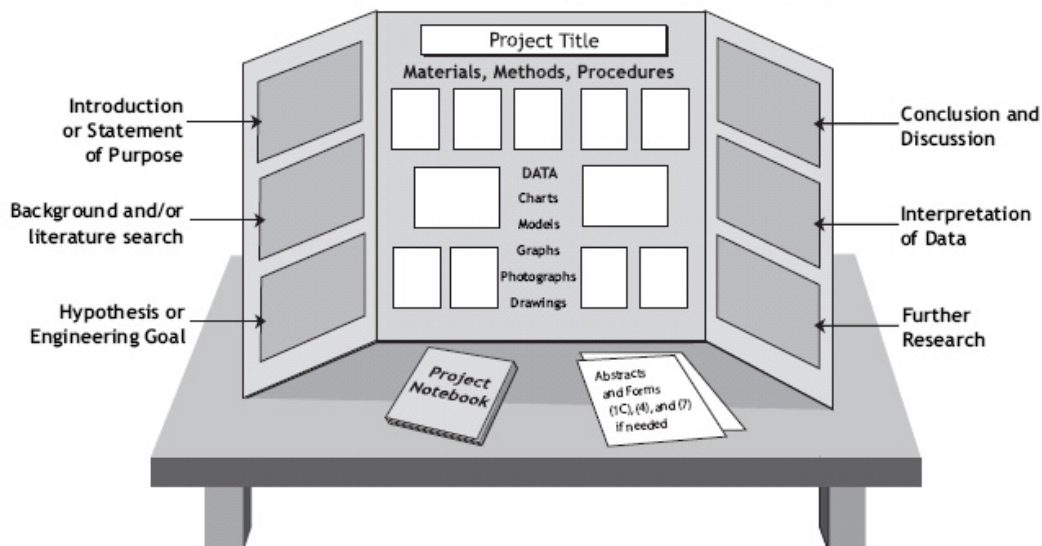 Project Title
Materials, Methods, Procedures
Introduction
or Statement
of Purpose
Background and/or
literature search
Hypothesis or
Engineering Goal
DATA
Charts
Models
Graphs
Photographs
Drawings
Conclusion and
Discussion
Interpretation
of Data
Further
Research
Project
Notebook
Abstracts
and Forms
(1C), (4), and (7)
if needed